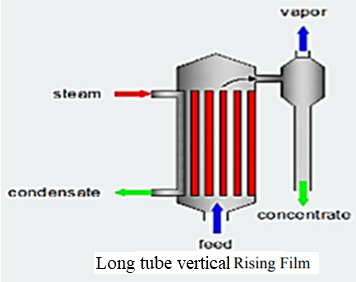 vapor
steam
condensate
concentrate
feed
Long tube vertical Rising Film